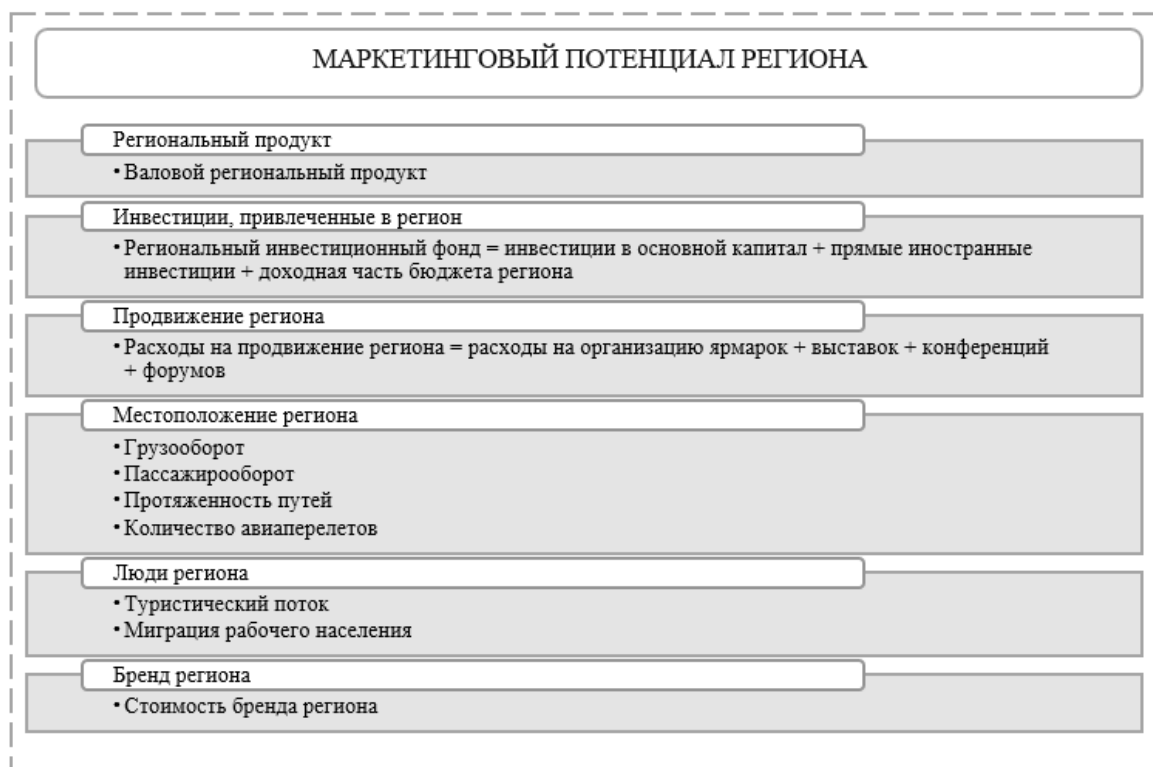 МАРКЕТИНГОВЫЙ ПОТЕНЦИАЛ РЕГИОНА
Региональный продукт
•Валовой региональный продукт
Инвестиции, привлеченные в регион
•Региональный инвестиционный фонд = инвестиции в основной капитал + прямые иностранные
инвестиции + доходная часть бюджета региона
Продвижение региона
•Расходы на продвижение региона = расходы на организацию ярмарок + выставок + конференций
+ форумов
Местоположение региона
•Грузооборот
•Пассажирооборот
•Протяженность путей
•Количество авиаперелетов
Люди региона
•Туристический поток
•Миграция рабочего населения
Бренд региона
•Стоимость бренда региона